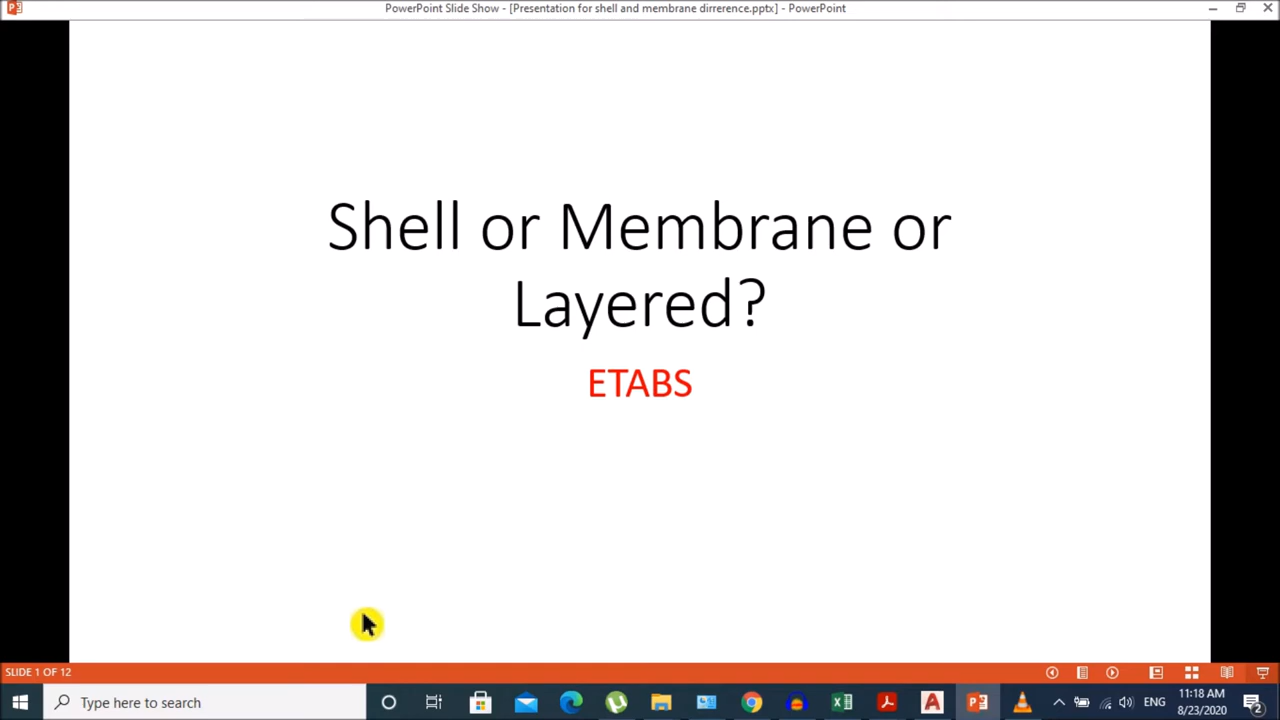 PowerPoint Slide Show - [Presentation for shell and membrane dirrerence.pptx] - PowerPoint
Shell or Membrane or
Layered?
ETABS
SLIDE 1 OF 12
Type here to search
ENG
11:18 AM
8/23/2020
2